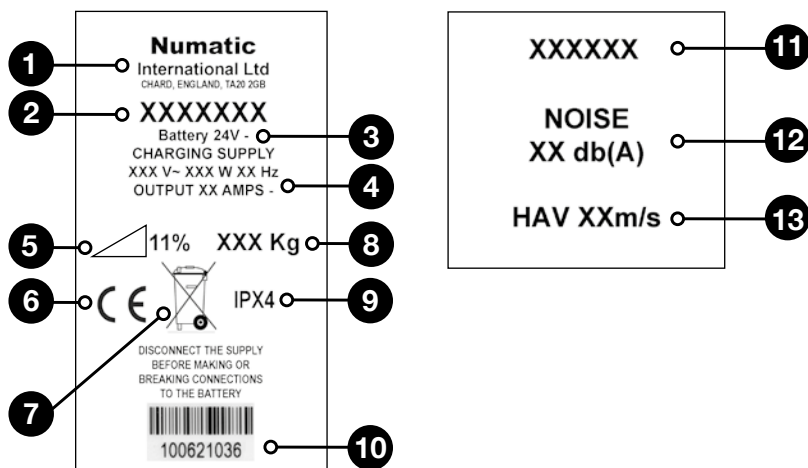 1
Numatic
International Ltd
CHARD, ENGLAND, TA20 2GB
2
XXXXXXX
Battery 24V -
3
CHARGING SUPPLY
XXX V~ XXX W XX Hz
OUTPUT XX AMPS -
4
5
11%
XXX Kg
8
6
CE
IPX4
9
7
DISCONNECT THE SUPPLY
BEFORE MAKING OR
BREAKING CONNECTIONS
TO THE BATTERY
100621036
10
XXXXXX
11
NOISE
XX db(A)
12
HAV XXm/s
13